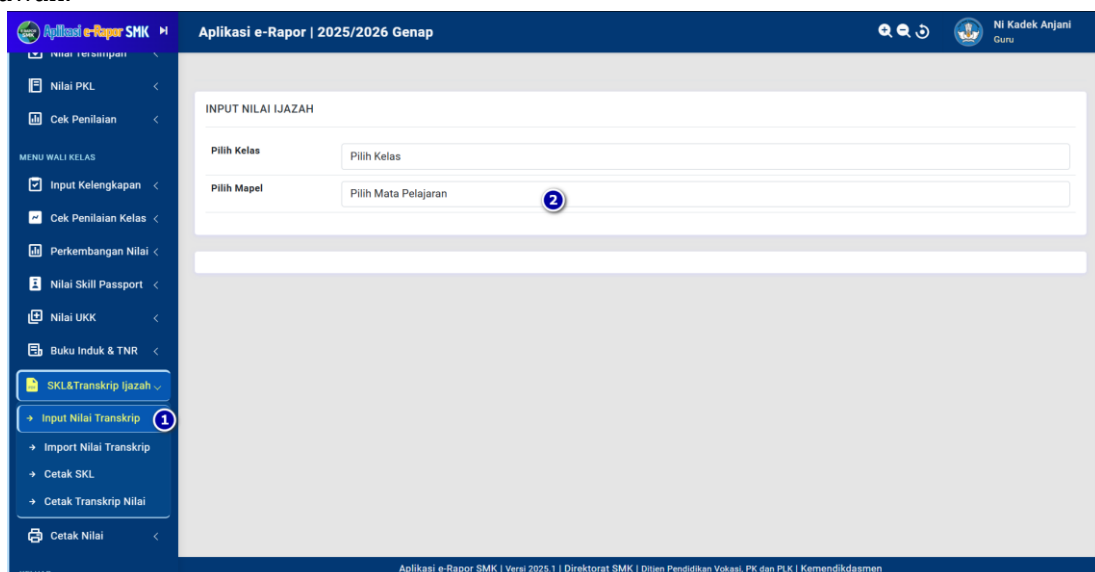 Aplikasi e-Rapor SMK
Aplikasi e-Rapor | 2025/2026 Genap
Ni Kadek Anjani
Guru
Nilai Tersimpan
Nilai PKL
Cek Penilaian
MENU WALI KELAS
Input Kelengkapan
Cek Penilaian Kelas
Perkembangan Nilai
Nilai Skill Passport
Nilai UKK
Buku Induk & TNR
SKL&Transkrip Ijazah
Input Nilai Transkrip
1
Import Nilai Transkrip
Cetak SKL
Cetak Transkrip Nilai
Cetak Nilai
INPUT NILAI IJAZAH
Pilih Kelas
Pilih Kelas
Pilih Mapel
Pilih Mata Pelajaran
2
Aplikasi e-Rapor SMK | Versi 2025.1 | Direktorat SMK | Ditjen Pendidikan Vokasi, PK dan PLK | Kemendikdasmen